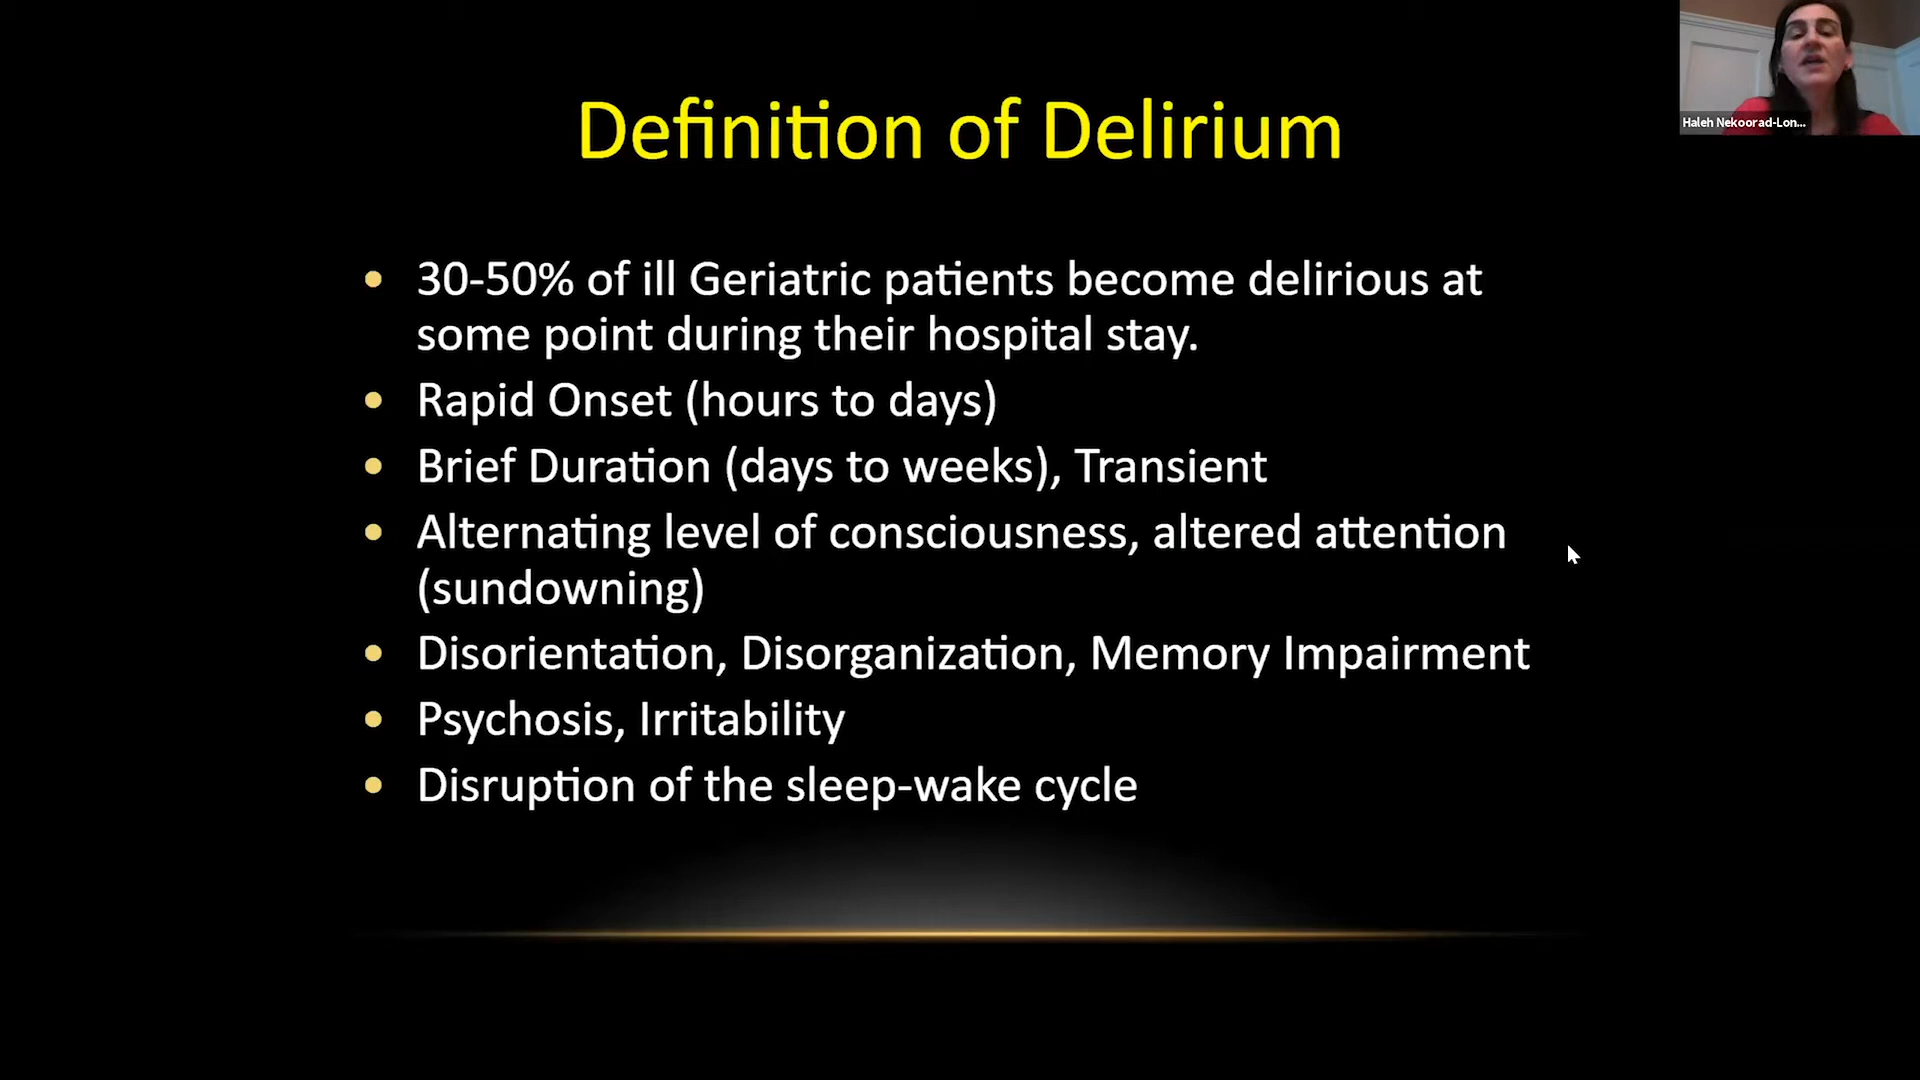 Haleh Nekoorad-Lon...
Definition of Delirium
• 30-50% of ill Geriatric patients become delirious at
some point during their hospital stay.
• Rapid Onset (hours to days)
• Brief Duration (days to weeks), Transient
• Alternating level of consciousness, altered attention
(sundowning)
• Disorientation, Disorganization, Memory Impairment
• Psychosis, Irritability
• Disruption of the sleep-wake cycle